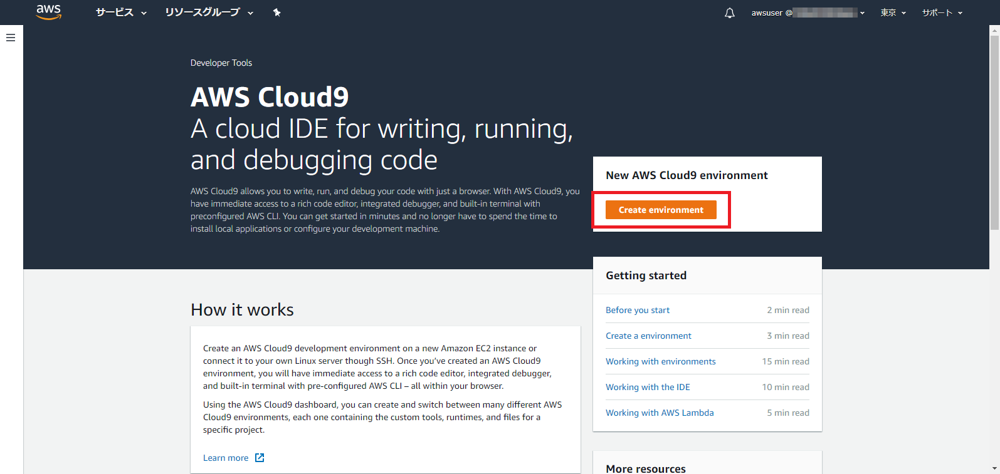 aws サービス リソースグループ awsuser @ 東京 サポート
Developer Tools
AWS Cloud9
A cloud IDE for writing, running,
and debugging code
AWS Cloud9 allows you to write, run, and debug your code with just a browser. With AWS Cloud9, you
have immediate access to a rich code editor, integrated debugger, and built-in terminal with
preconfigured AWS CLI. You can get started in minutes and no longer have to spend the time to
install local applications or configure your development machine.
New AWS Cloud9 environment
Create environment
Getting started
Before you start 2 min read
Create a environment 3 min read
Working with environments 15 min read
Working with the IDE 10 min read
Working with AWS Lambda 5 min read
More resources
How it works
Create an AWS Cloud9 development environment on a new Amazon EC2 instance or
connect it to your own Linux server though SSH. Once you’ve created an AWS Cloud9
environment, you will have immediate access to a rich code editor, integrated debugger,
and built-in terminal with pre-configured AWS CLI – all within your browser.
Using the AWS Cloud9 dashboard, you can create and switch between many different AWS
Cloud9 environments, each one containing the custom tools, runtimes, and files for a
specific project.
Learn more